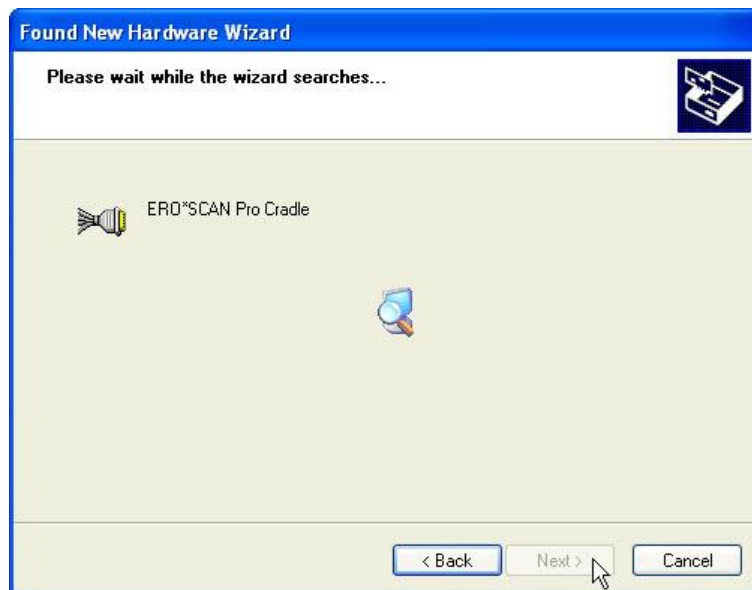 Found New Hardware Wizard
Please wait while the wizard searches...
ERO*SCAN Pro Cradle
< Back
Next >
Cancel